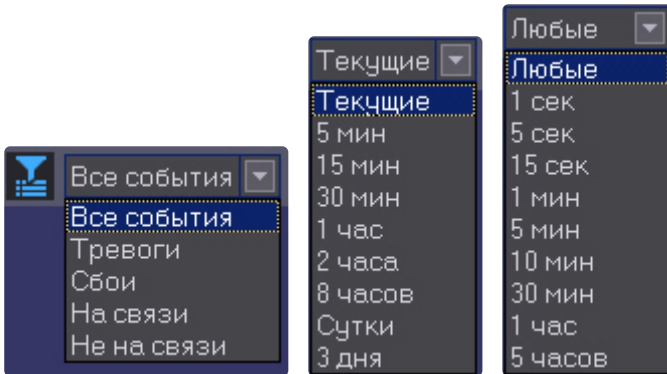 Все события
Все события
Тревоги
Сбои
На связи
Не на связи
Текущие
Текущие
5 мин
15 мин
30 мин
1 час
2 часа
8 часов
Сутки
3 дня
Любые
Любые
1 сек
5 сек
15 сек
1 мин
5 мин
10 мин
30 мин
1 час
5 часов